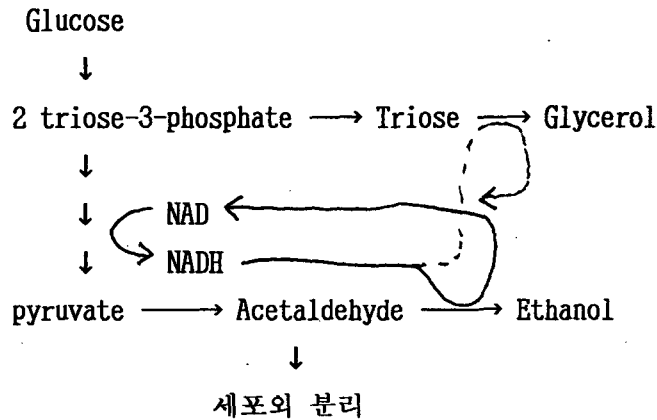 Glucose
↓
2 triose-3-phosphate → Triose → Glycerol
↓
↓ NAD
↓ NADH
pyruvate → Acetaldehyde → Ethanol
↓
세포외 분리